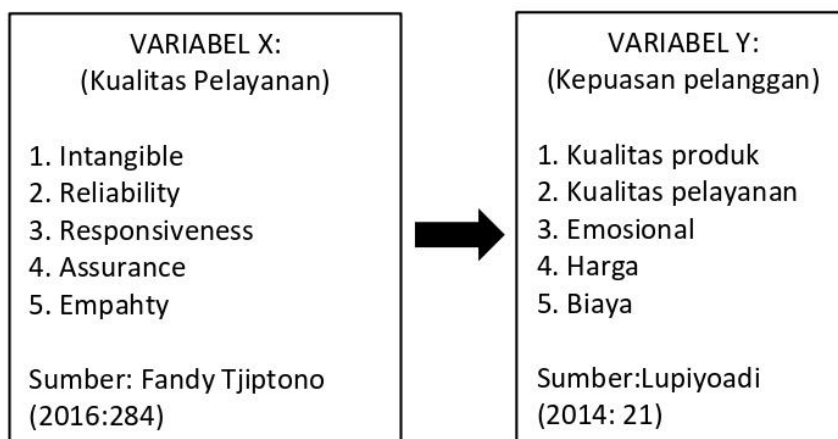 VARIABEL X:
(Kualitas Pelayanan)
1. Intangible
2. Reliability
3. Responsiveness
4. Assurance
5. Empahty
Sumber: Fandy Tjiptono
(2016:284)
VARIABEL Y:
(Kepuasan pelanggan)
1. Kualitas produk
2. Kualitas pelayanan
3. Emosional
4. Harga
5. Biaya
Sumber:Lupiyoadi
(2014: 21)